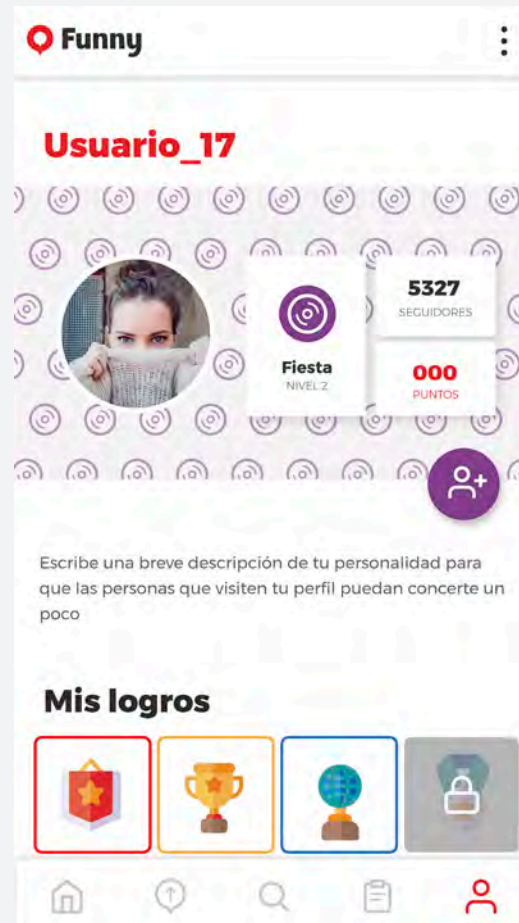 Funny
Usuario_17
5327
SEGUIDORES
Fiesta
NIVEL 2
000
PUNTOS
Escribe una breve descripción de tu personalidad para
que las personas que visiten tu perfil puedan concerte un
poco
Mis logros